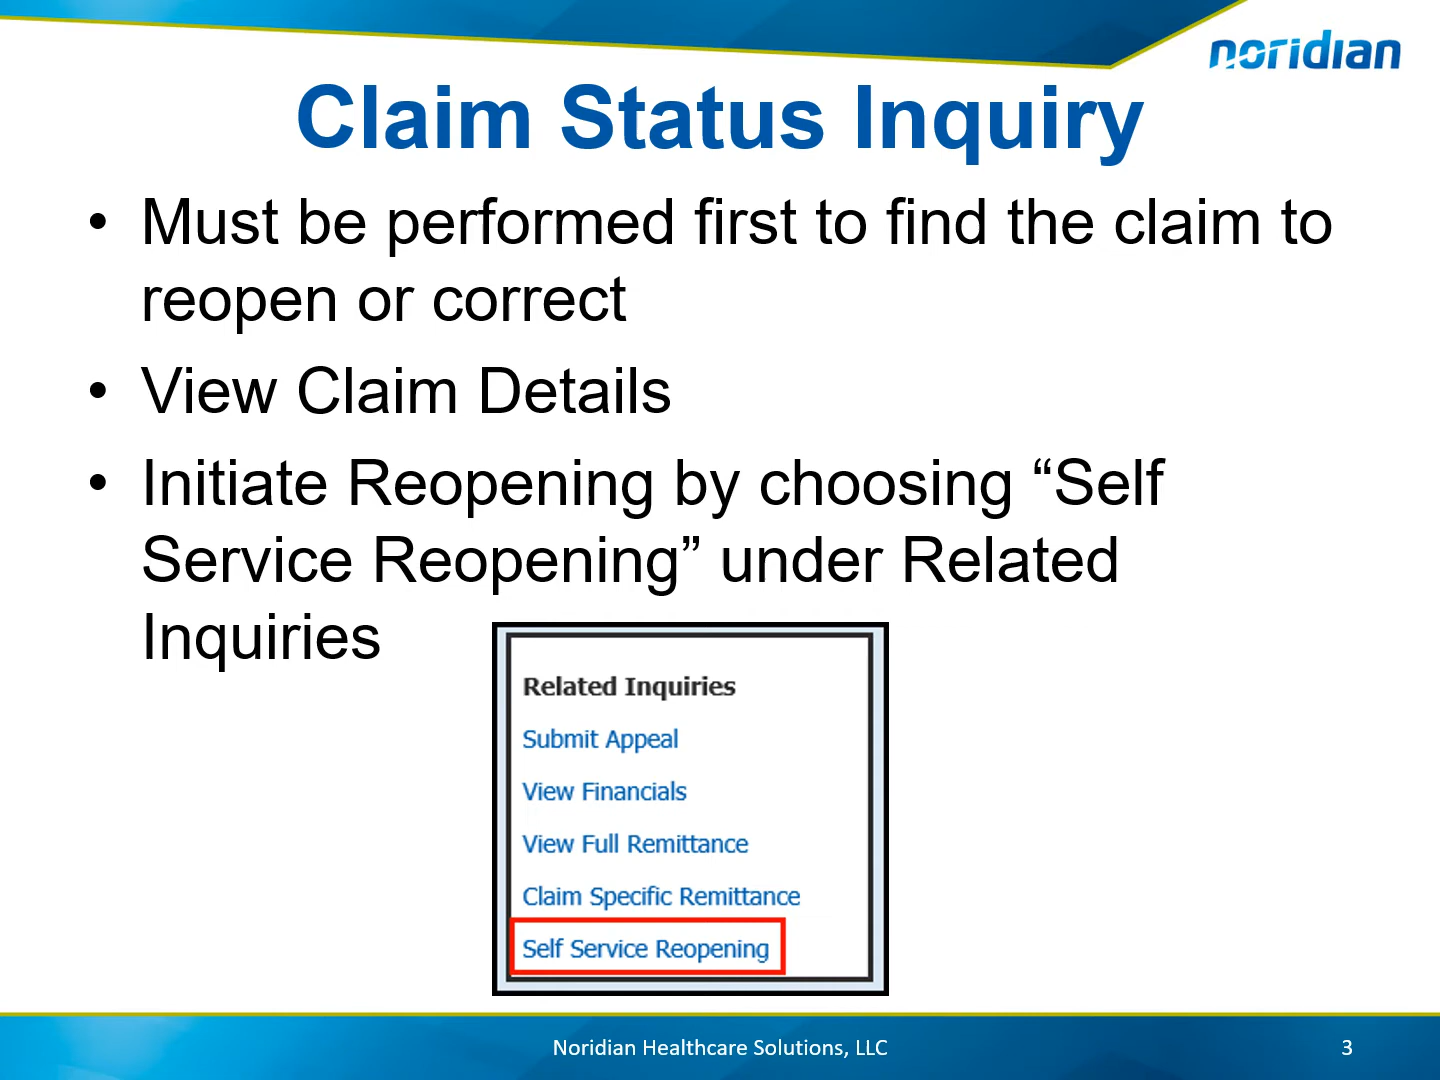 noridian
Claim Status Inquiry
• Must be performed first to find the claim to
reopen or correct
• View Claim Details
• Initiate Reopening by choosing “Self
Service Reopening” under Related
Inquiries
Related Inquiries
Submit Appeal
View Financials
View Full Remittance
Claim Specific Remittance
Self Service Reopening
Noridian Healthcare Solutions, LLC
3